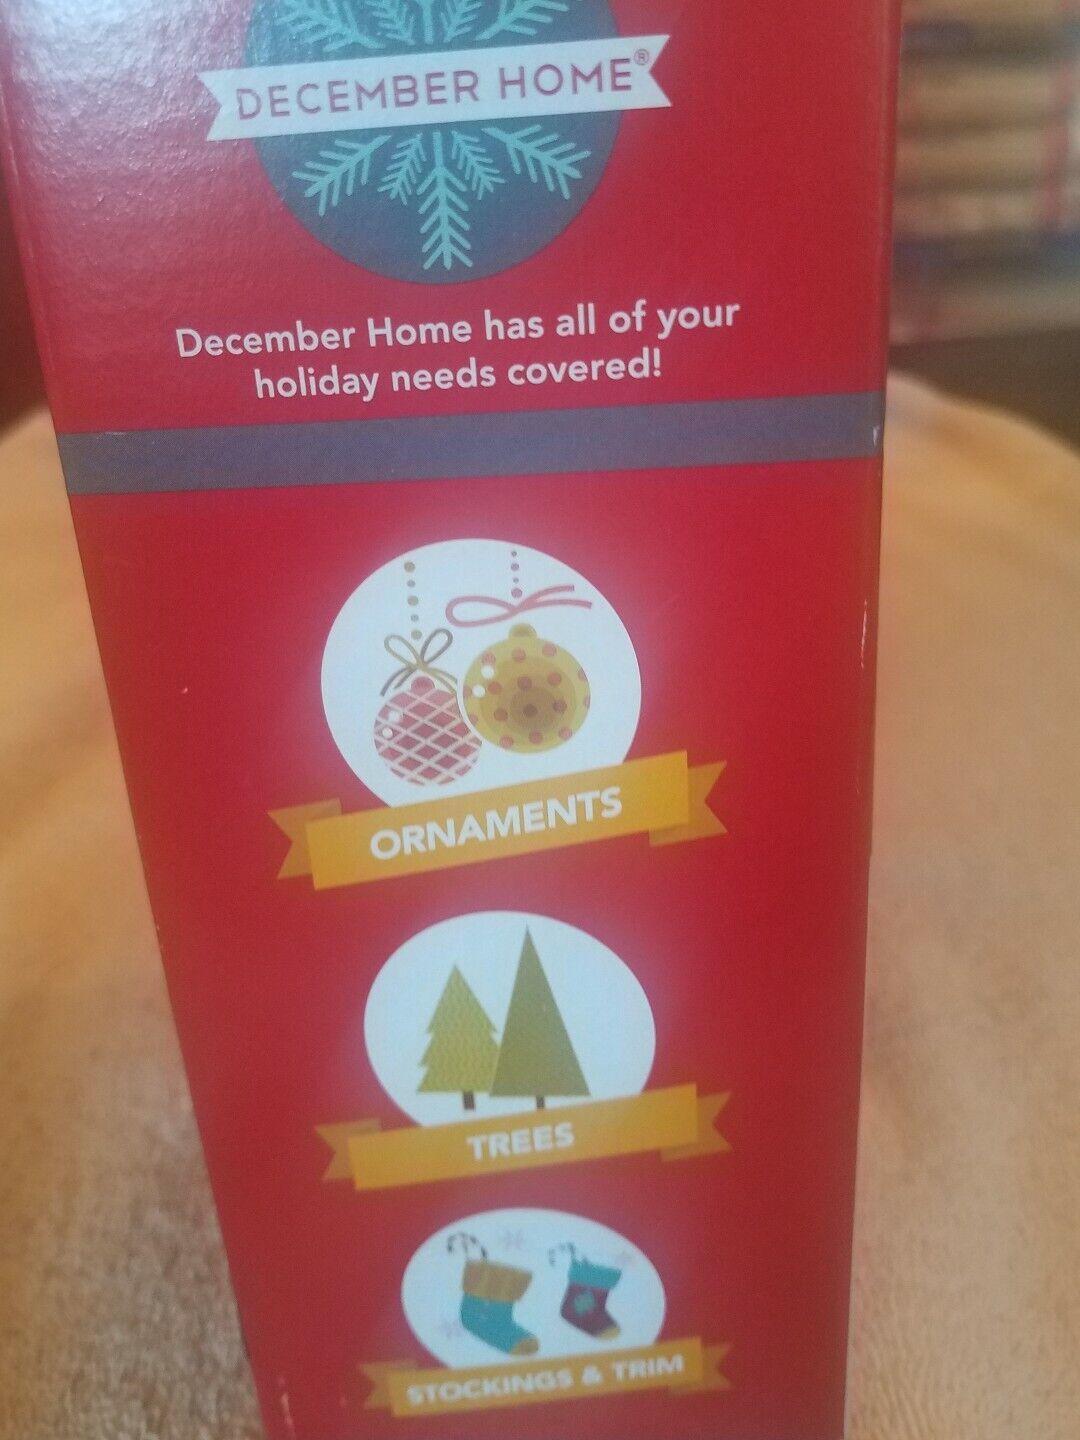 DECEMBER HOME®
December Home has all of your
holiday needs covered!
ORNAMENTS
TREES
STOCKINGS & TRIM